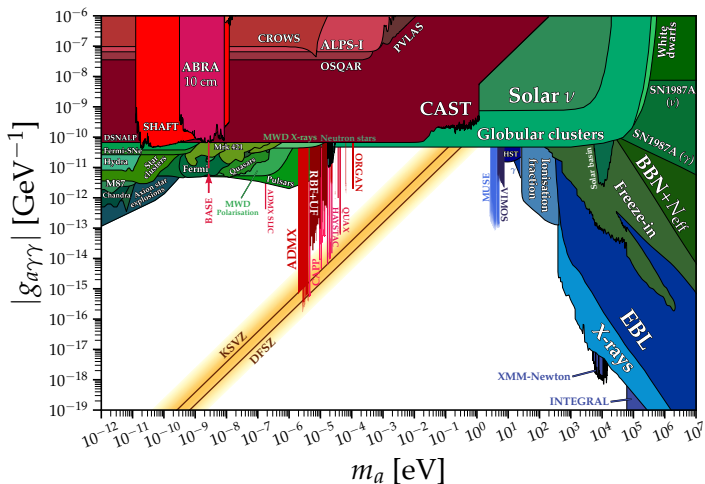 10⁻⁶
10⁻⁷
10⁻⁸
10⁻⁹
10⁻¹⁰
10⁻¹¹
10⁻¹²
10⁻¹³
10⁻¹⁴
10⁻¹⁵
10⁻¹⁶
10⁻¹⁷
10⁻¹⁸
10⁻¹⁹
|g_{aγγ}| [GeV⁻¹]
CROWS
ALPS-I
OSQAR
PVLAS
ABRA
10 cm
SHAFT
CAST
Solar ν
Globular clusters
White
dwarfs
SN1987A
(ν)
SN1987A (γ)
DSNALP
Fermi-SNe
Hydra
M87
Chandra
AGN
clusters
Axion star
explosions
Mrk 421
Fermi
Quasars
Pulsars
MWD X-rays
MWD
Polarisation
Neutron stars
BASE
ADMX SLIC
ADMX
RBF+UF
CAPP
HAYSTAC
QUAX
ORGAN
KSVZ
DFSZ
MUSE
VIMOS
HST
γ
Ionisation
fraction
Solar basin
Freeze-in
BBN+N_eff
EBL
X-rays
XMM-Newton
INTEGRAL
10⁻¹²
10⁻¹¹
10⁻¹⁰
10⁻⁹
10⁻⁸
10⁻⁷
10⁻⁶
10⁻⁵
10⁻⁴
10⁻³
10⁻²
10⁻¹
10⁰
10¹
10²
10³
10⁴
10⁵
10⁶
10⁷
m_a [eV]